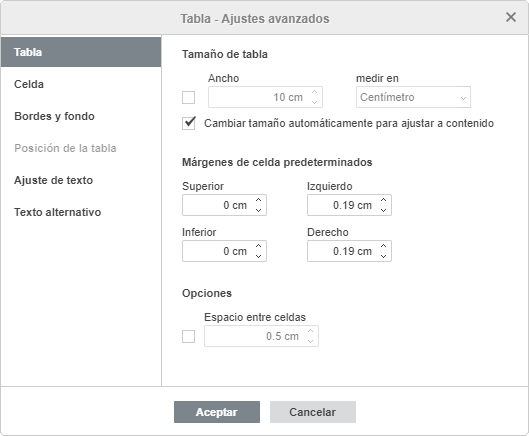 Tabla - Ajustes avanzados
Tabla
Celda
Bordes y fondo
Posición de la tabla
Ajuste de texto
Texto alternativo
Tamaño de tabla
Ancho medir en
10 cm Centímetro
Cambiar tamaño automáticamente para ajustar a contenido
Márgenes de celda predeterminados
Superior Izquierdo
0 cm 0.19 cm
Inferior Derecho
0 cm 0.19 cm
Opciones
Espacio entre celdas
0.5 cm
Aceptar Cancelar